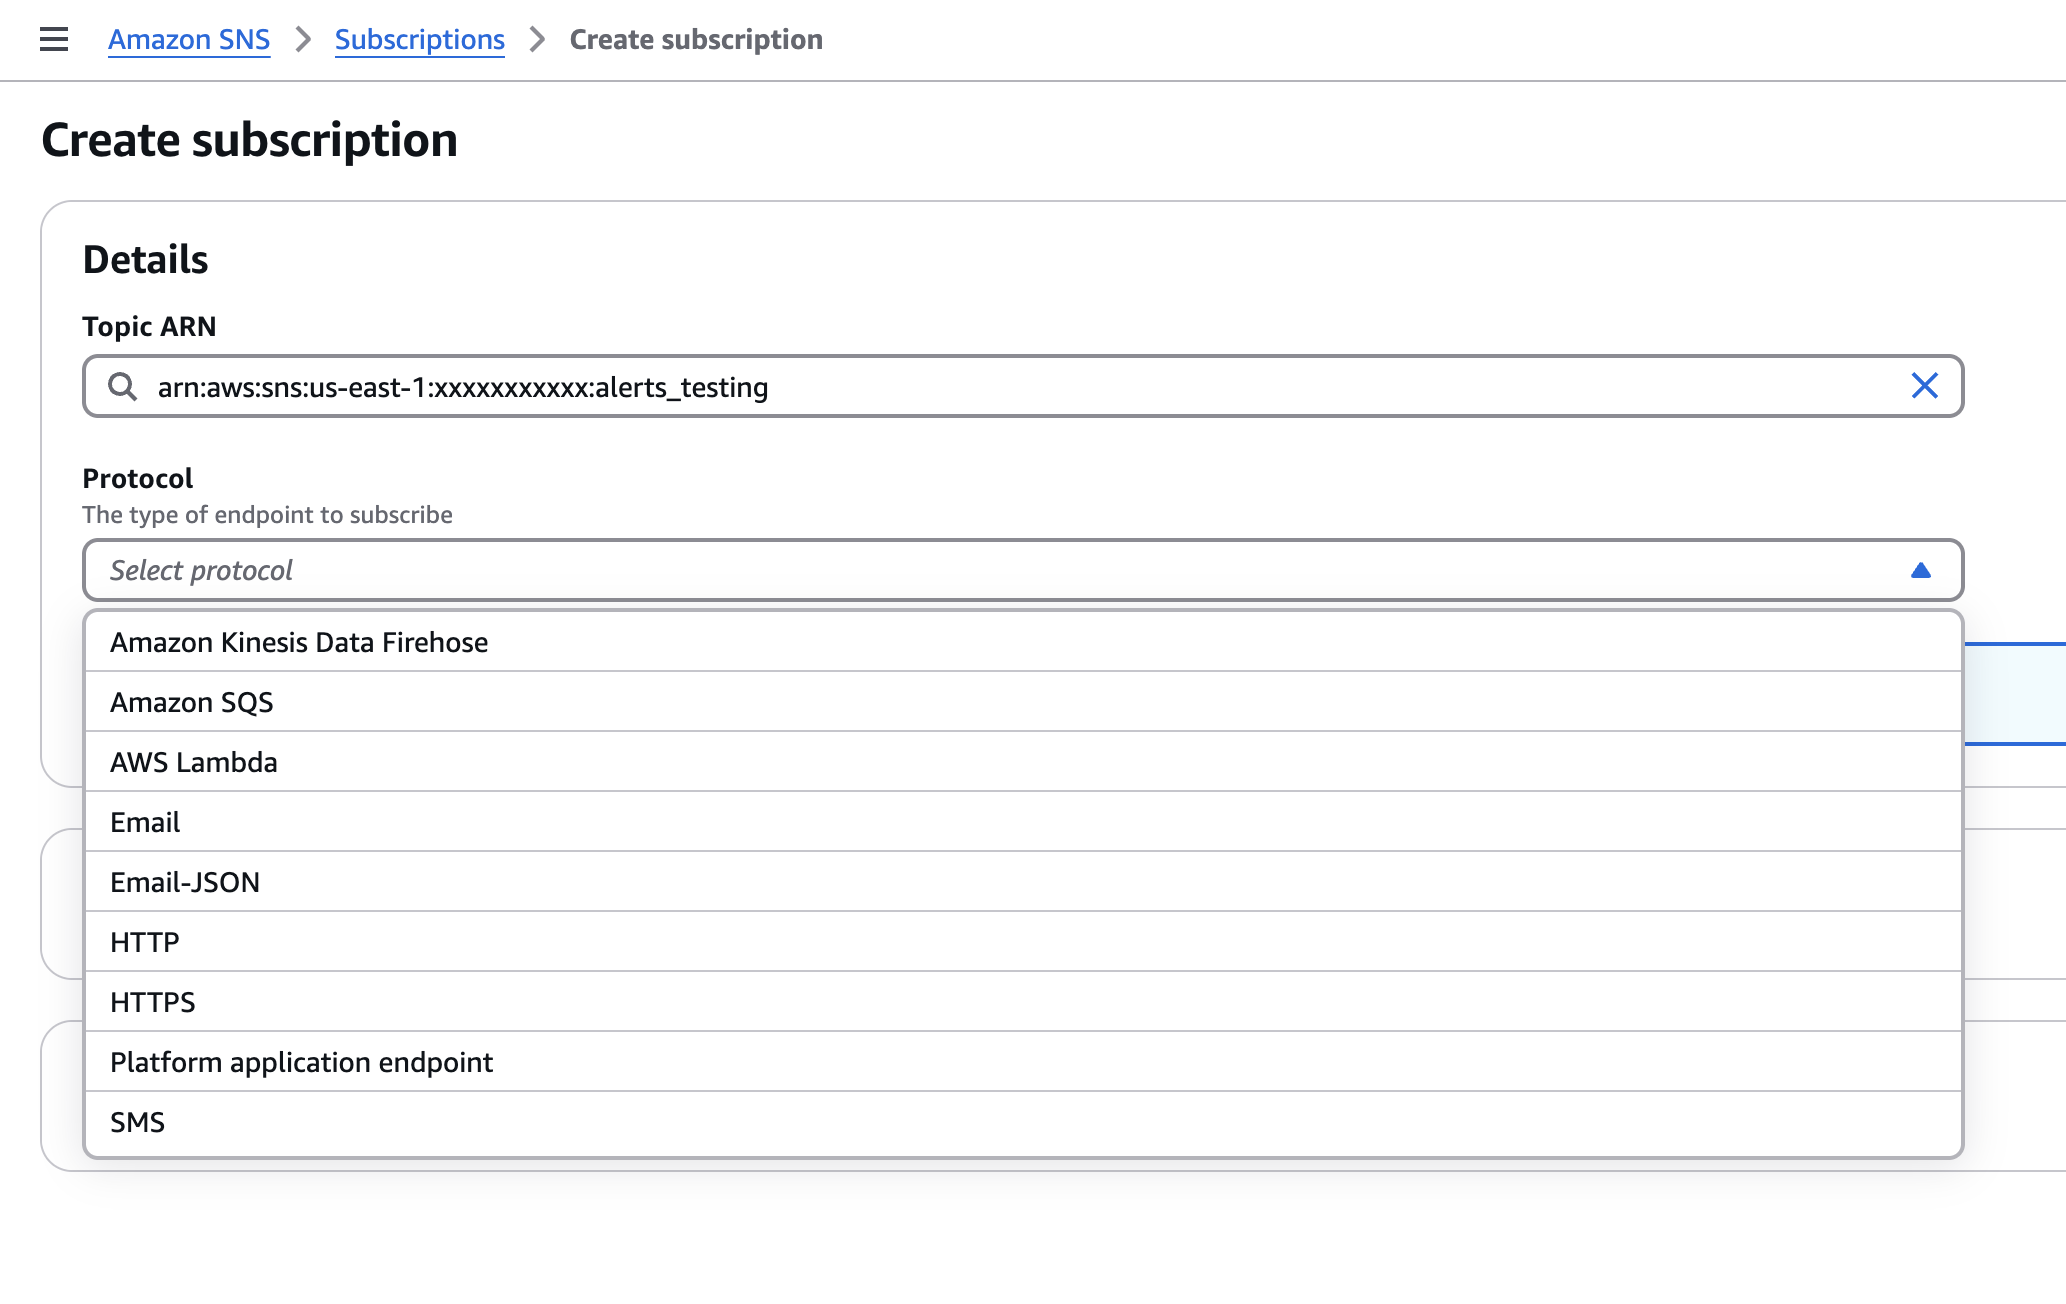 Amazon SNS > Subscriptions > Create subscription
Create subscription
Details
Topic ARN
arn:aws:sns:us-east-1:xxxxxxxxxxx:alerts_testing
Protocol
The type of endpoint to subscribe
Select protocol
Amazon Kinesis Data Firehose
Amazon SQS
AWS Lambda
Email
Email-JSON
HTTP
HTTPS
Platform application endpoint
SMS